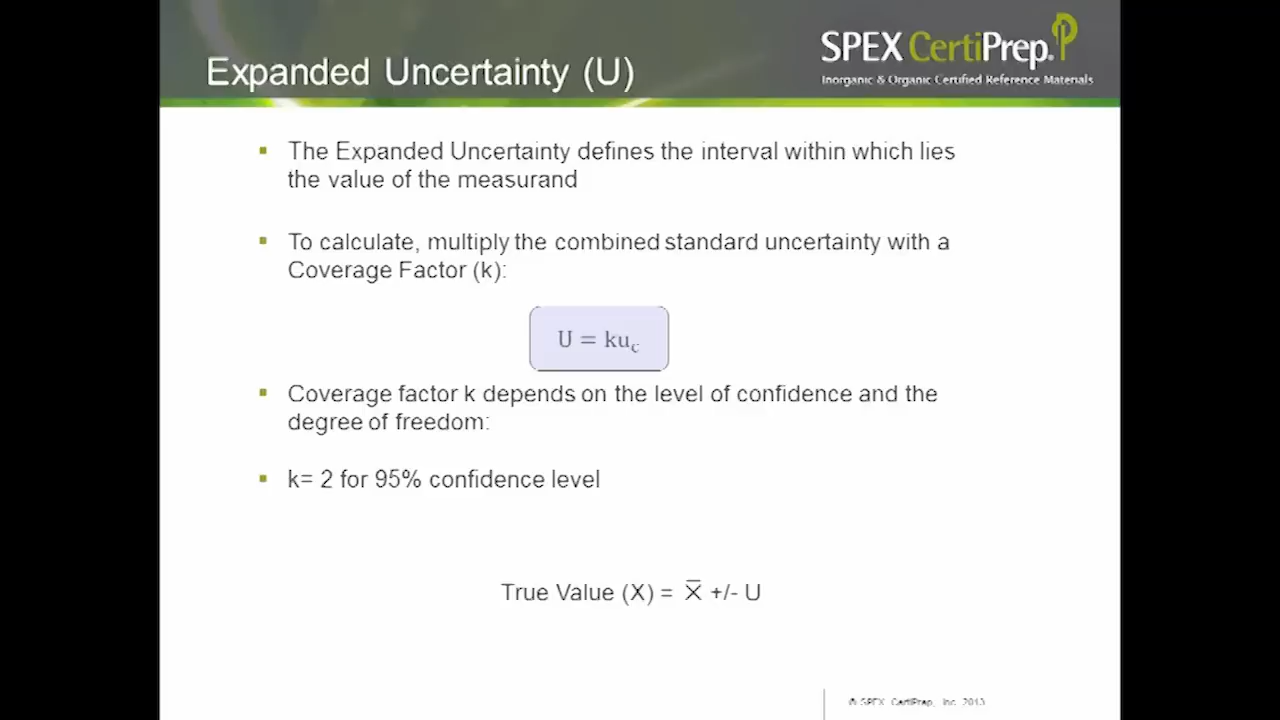 Expanded Uncertainty (U)
SPEX CertiPrep.
Inorganic & Organic Certified Reference Materials
The Expanded Uncertainty defines the interval within which lies
the value of the measurand
To calculate, multiply the combined standard uncertainty with a
Coverage Factor (k):
U = ku_c
Coverage factor k depends on the level of confidence and the
degree of freedom:
k= 2 for 95% confidence level
True Value (X) = X̅ +/- U
© SPEX CertiPrep, Inc. 2013